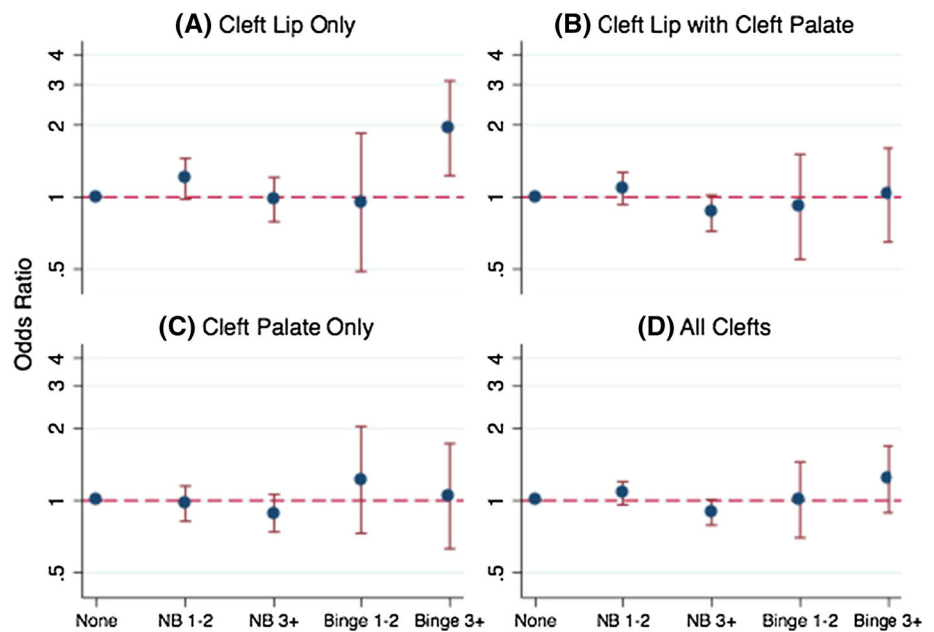 (A) Cleft Lip Only
(B) Cleft Lip with Cleft Palate
4
3
2
1
.5
4
3
2
1
.5
Odds Ratio
(C) Cleft Palate Only
(D) All Clefts
4
3
2
1
.5
4
3
2
1
.5
None NB 1-2 NB 3+ Binge 1-2 Binge 3+
None NB 1-2 NB 3+ Binge 1-2 Binge 3+